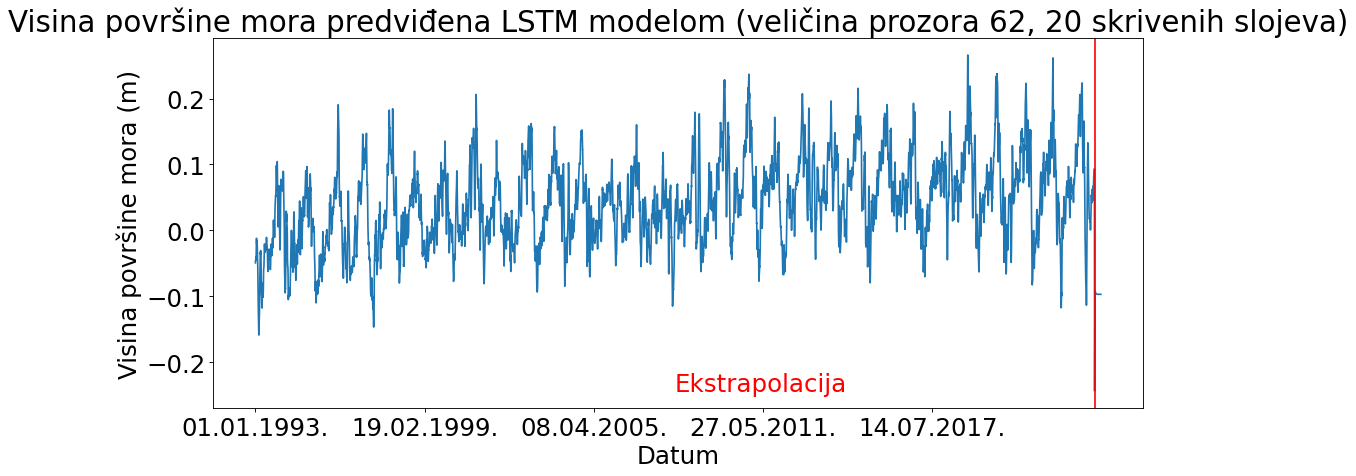 Visina površine mora predviđena LSTM modelom (veličina prozora 62, 20 skrivenih slojeva)
Visina površine mora (m)
0.2
0.1
0.0
−0.1
−0.2
Ekstrapolacija
01.01.1993.
19.02.1999.
08.04.2005.
27.05.2011.
14.07.2017.
Datum